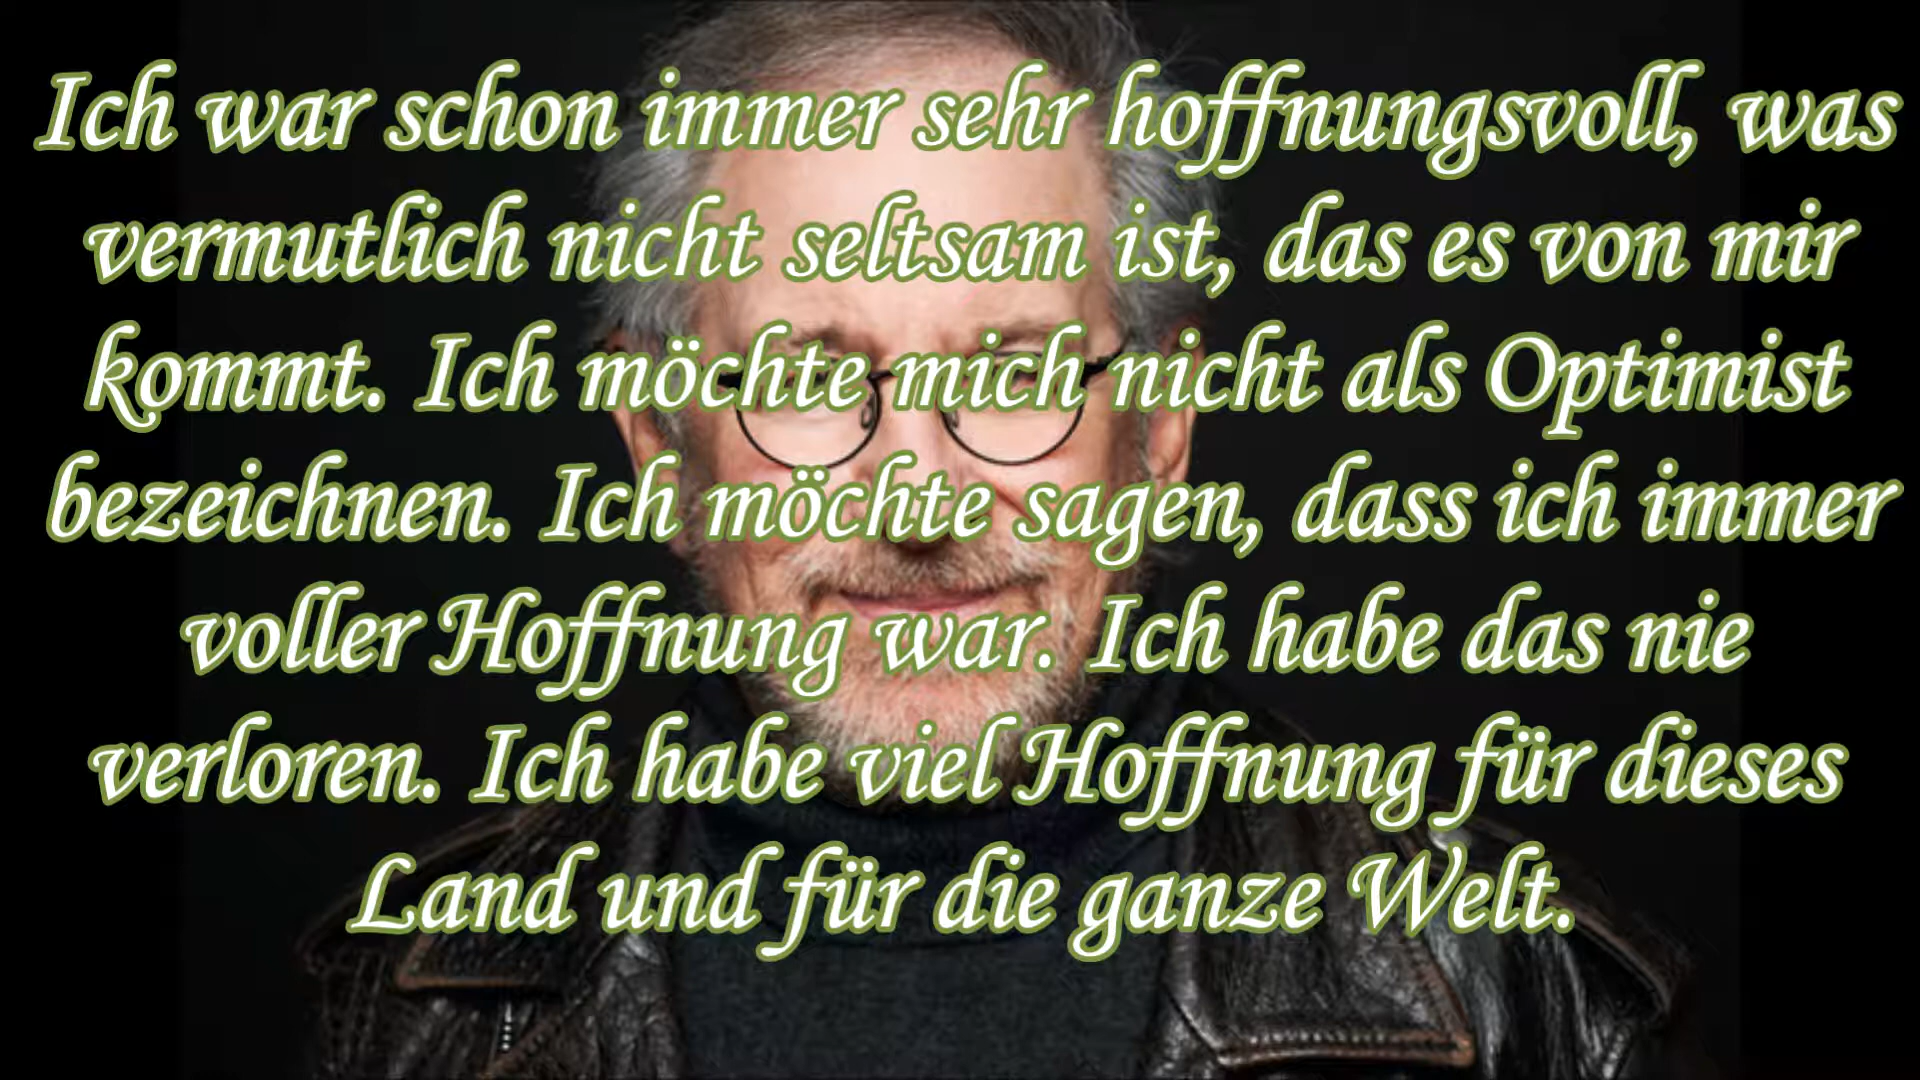 Ich war schon immer sehr hoffnungsvoll, was
vermutlich nicht seltsam ist, das es von mir
kommt. Ich möchte mich nicht als Optimist
bezeichnen. Ich möchte sagen, dass ich immer
voller Hoffnung war. Ich habe das nie
verloren. Ich habe viel Hoffnung für dieses
Land und für die ganze Welt.